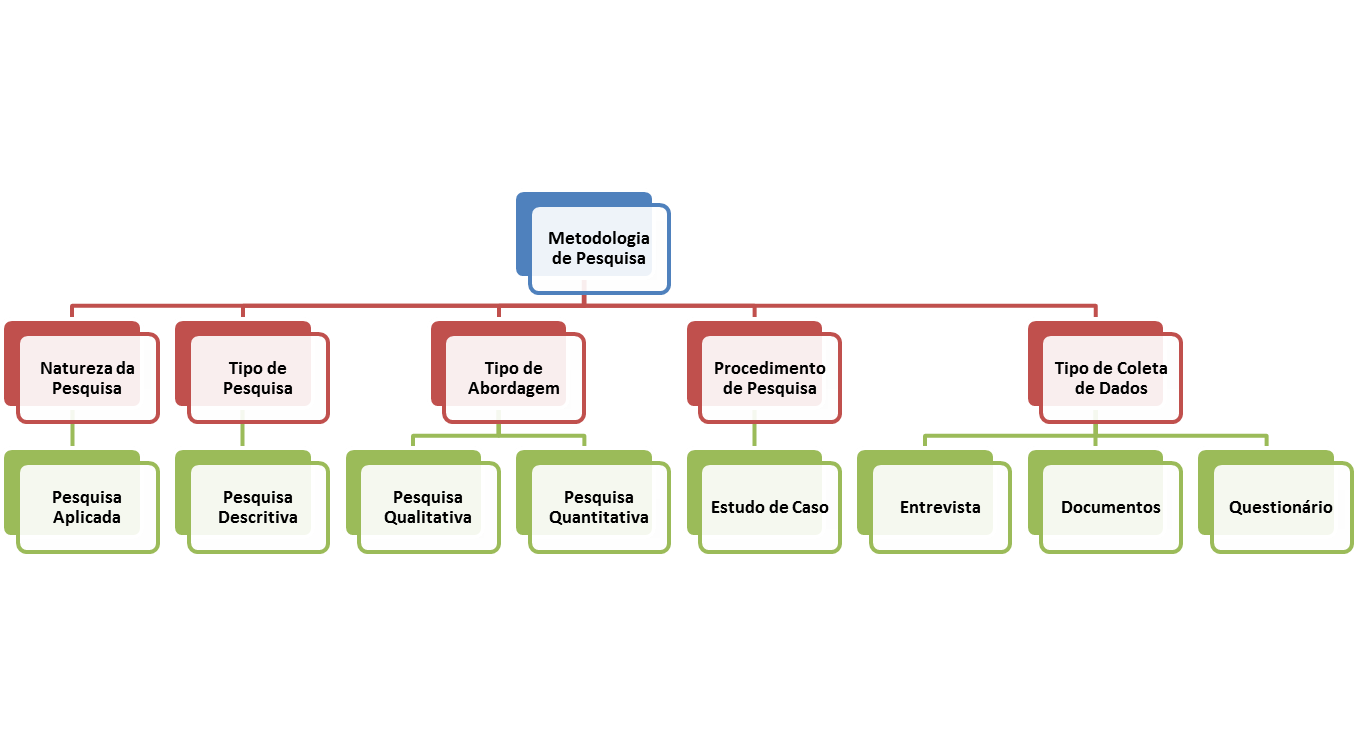 Metodologia
de Pesquisa
Natureza da
Pesquisa
Tipo de
Pesquisa
Tipo de
Abordagem
Procedimento
de Pesquisa
Tipo de Coleta
de Dados
Pesquisa
Aplicada
Pesquisa
Descritiva
Pesquisa
Qualitativa
Pesquisa
Quantitativa
Estudo de Caso
Entrevista
Documentos
Questionário